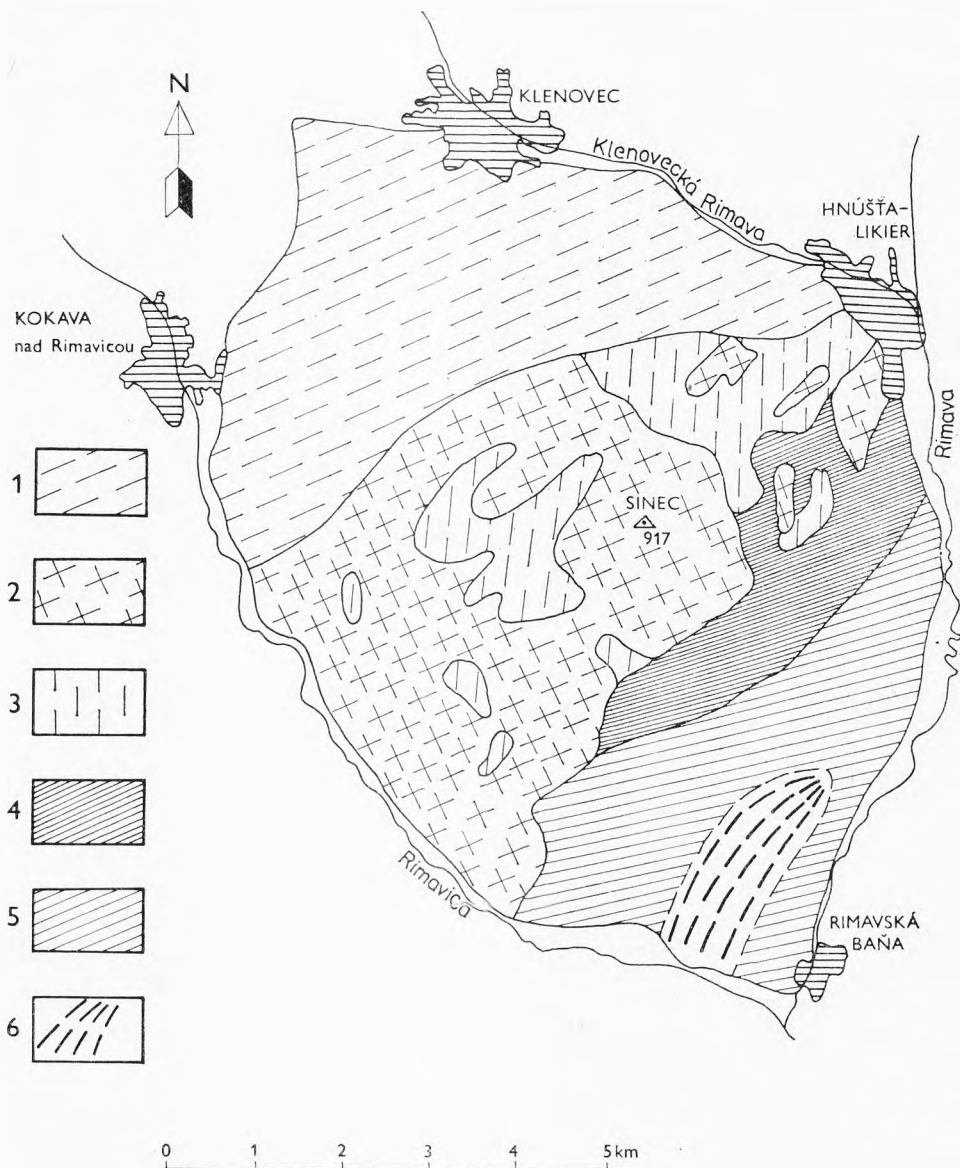 N
KLENOVEC
Klenovecká Rimava
HNÚŠŤA-
LIKIER
KOKAVA
nad Rimavicou
Rimava
1
SINEC
917
2
3
4
5
Rimavica
RIMAVSKÁ
BAŇA
6
0 1 2 3 4 5 km